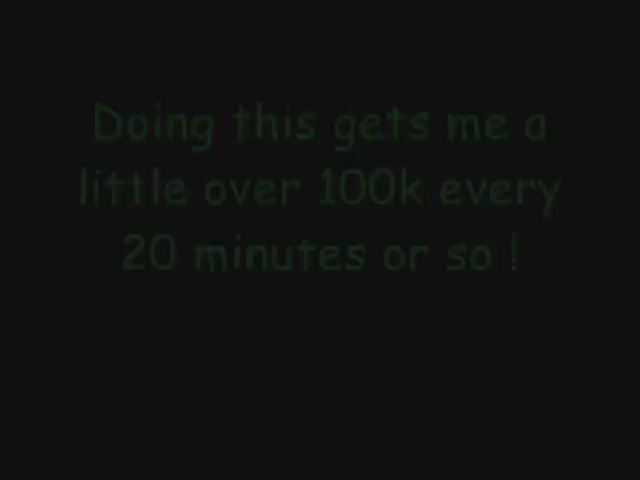 Doing this gets me a
little over 100k every
20 minutes or so !